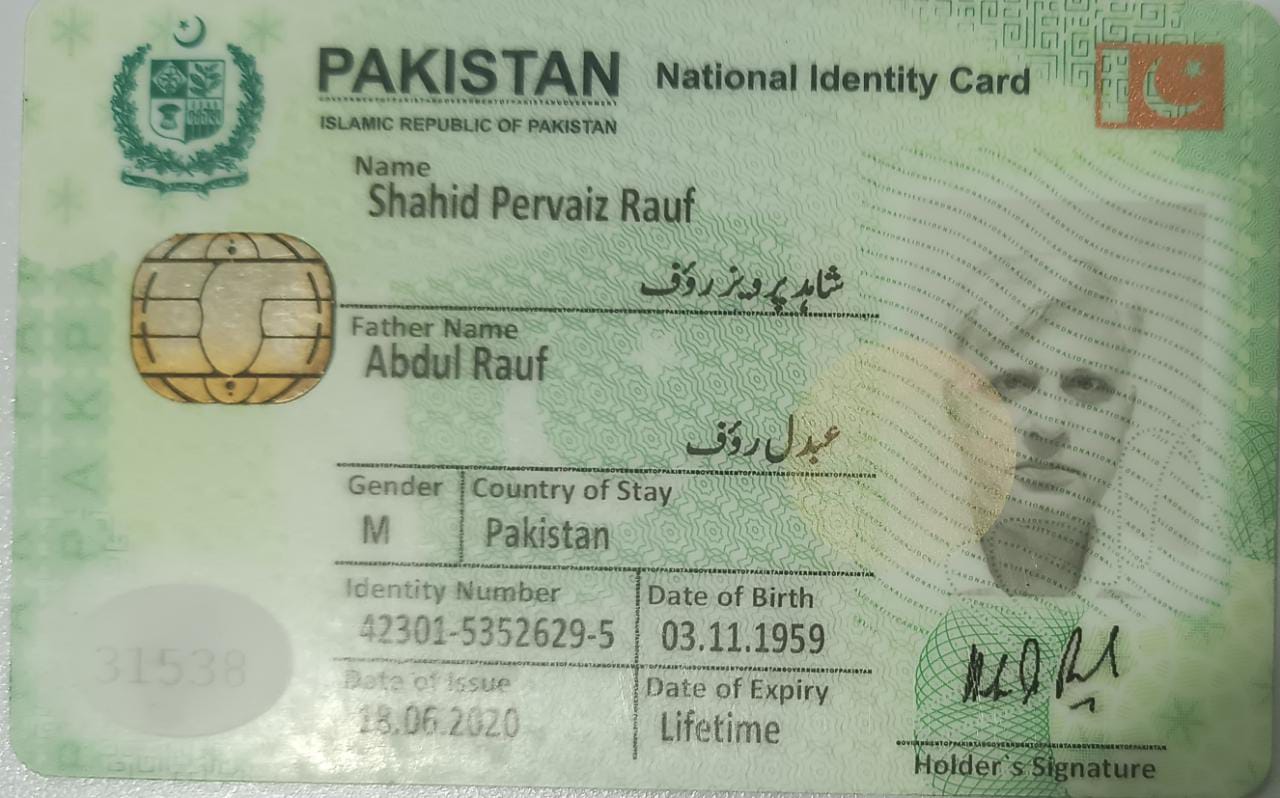 PAKISTAN National Identity Card
ISLAMIC REPUBLIC OF PAKISTAN
Name
Shahid Pervaiz Rauf
شاہد پرویز رؤف
Father Name
Abdul Rauf
عبدل رؤف
Gender Country of Stay
M Pakistan
Identity Number Date of Birth
42301-5352629-5 03.11.1959
Date of Issue Date of Expiry
18.06.2020 Lifetime
31538
Holder`s Signature